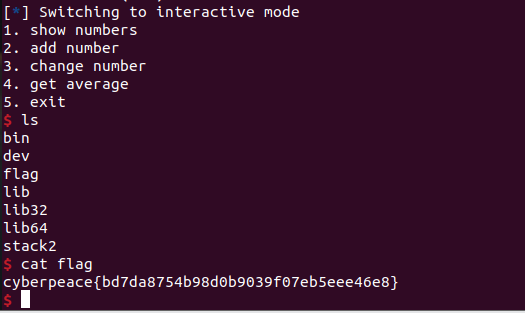 [*] Switching to interactive mode
1. show numbers
2. add number
3. change number
4. get average
5. exit
$ ls
bin
dev
flag
lib
lib32
lib64
stack2
$ cat flag
cyberpeace{bd7da8754b98d0b9039f07eb5eee46e8}
$